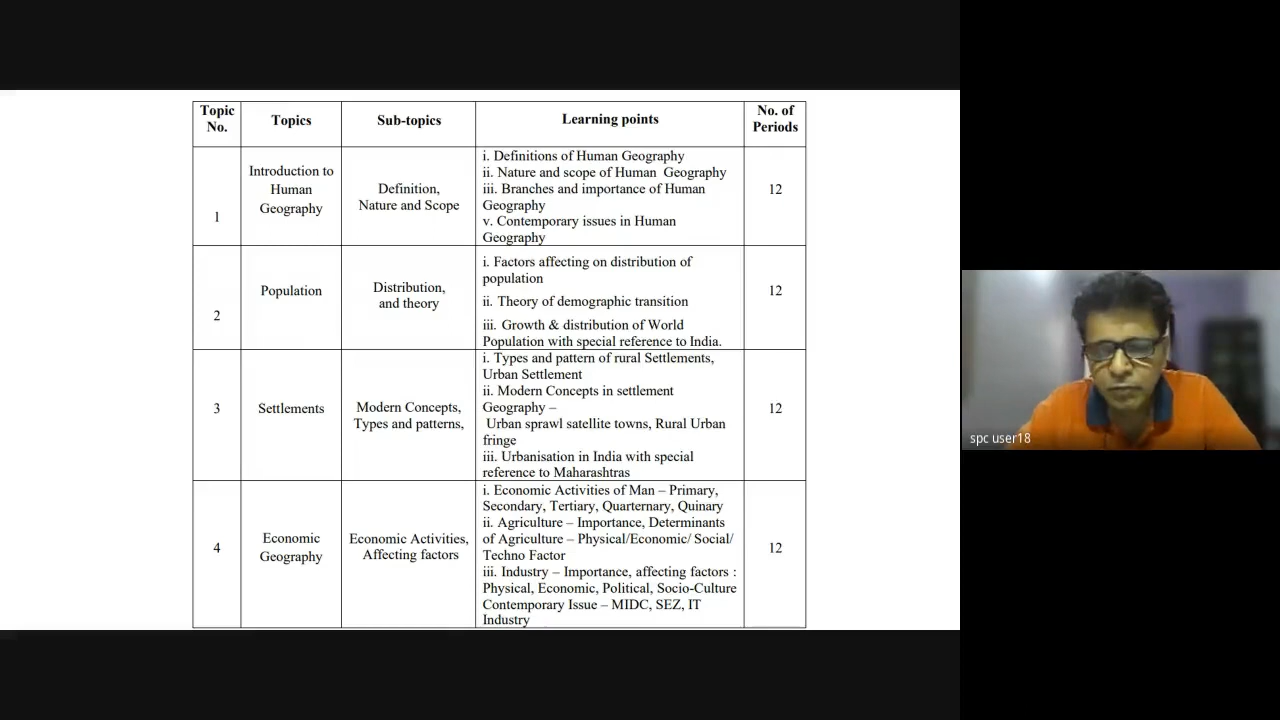 Topic No.
Topics
Sub-topics
Learning points
No. of Periods
1
Introduction to
Human
Geography
Definition,
Nature and Scope
i. Definitions of Human Geography
ii. Nature and scope of Human Geography
iii. Branches and importance of Human
Geography
v. Contemporary issues in Human
Geography
12
2
Population
Distribution,
and theory
i. Factors affecting on distribution of
population
ii. Theory of demographic transition
iii. Growth & distribution of World
Population with special reference to India.
12
3
Settlements
Modern Concepts,
Types and patterns,
i. Types and pattern of rural Settlements,
Urban Settlement
ii. Modern Concepts in settlement
Geography –
Urban sprawl satellite towns, Rural Urban
fringe
iii. Urbanisation in India with special
reference to Maharashtras
12
4
Economic
Geography
Economic Activities,
Affecting factors
i. Economic Activities of Man – Primary,
Secondary, Tertiary, Quarternary, Quinary
ii. Agriculture – Importance, Determinants
of Agriculture – Physical/Economic/ Social/
Techno Factor
iii. Industry – Importance, affecting factors :
Physical, Economic, Political, Socio-Culture
Contemporary Issue – MIDC, SEZ, IT
Industry
12
spc user18